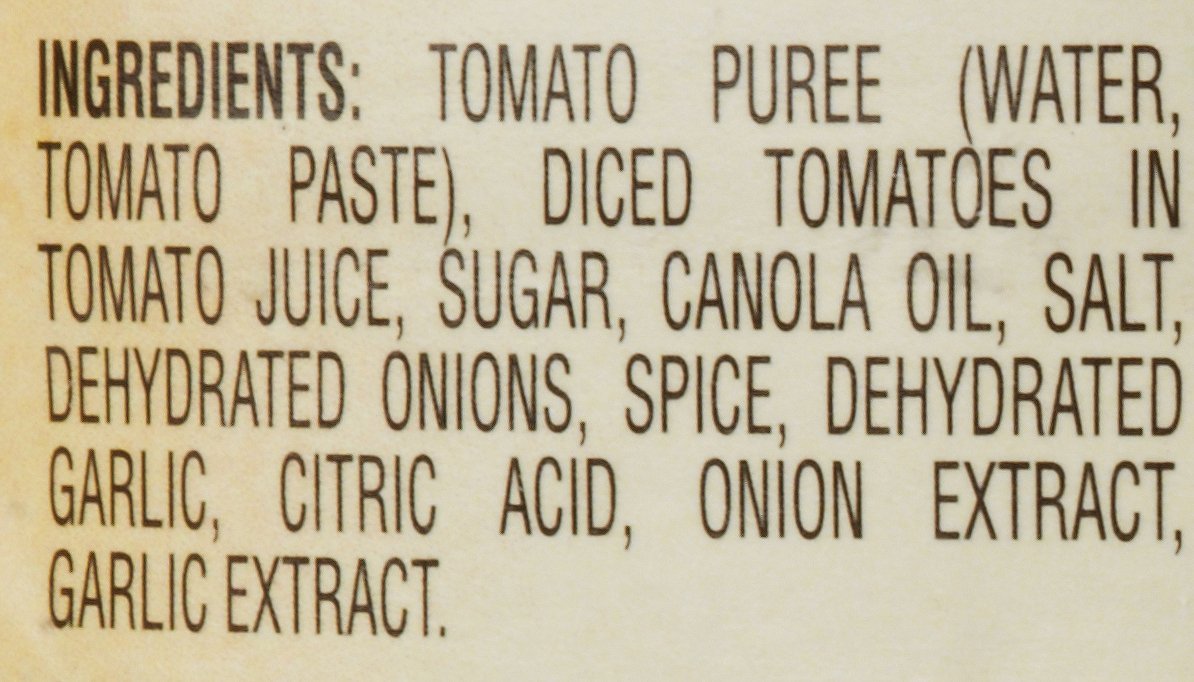 INGREDIENTS: TOMATO PUREE (WATER,
TOMATO PASTE), DICED TOMATOES IN
TOMATO JUICE, SUGAR, CANOLA OIL, SALT,
DEHYDRATED ONIONS, SPICE, DEHYDRATED
GARLIC, CITRIC ACID, ONION EXTRACT,
GARLIC EXTRACT.